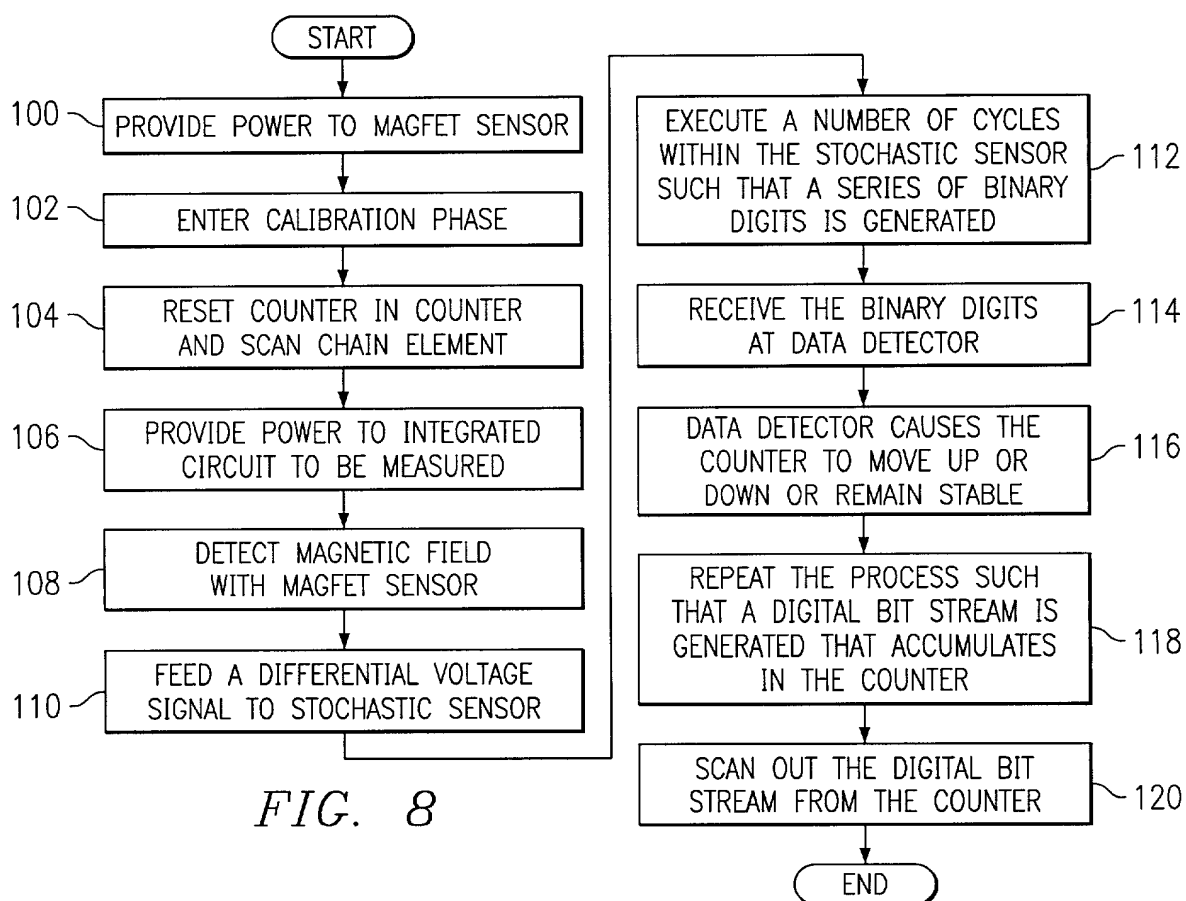 START
100
PROVIDE POWER TO MAGFET SENSOR
102
ENTER CALIBRATION PHASE
104
RESET COUNTER IN COUNTER
AND SCAN CHAIN ELEMENT
106
PROVIDE POWER TO INTEGRATED
CIRCUIT TO BE MEASURED
108
DETECT MAGNETIC FIELD
WITH MAGFET SENSOR
110
FEED A DIFFERENTIAL VOLTAGE
SIGNAL TO STOCHASTIC SENSOR
EXECUTE A NUMBER OF CYCLES
WITHIN THE STOCHASTIC SENSOR
SUCH THAT A SERIES OF BINARY
DIGITS IS GENERATED
112
RECEIVE THE BINARY DIGITS
AT DATA DETECTOR
114
DATA DETECTOR CAUSES THE
COUNTER TO MOVE UP OR
DOWN OR REMAIN STABLE
116
REPEAT THE PROCESS SUCH
THAT A DIGITAL BIT STREAM IS
GENERATED THAT ACCUMULATES
IN THE COUNTER
118
SCAN OUT THE DIGITAL BIT
STREAM FROM THE COUNTER
120
END
FIG. 8